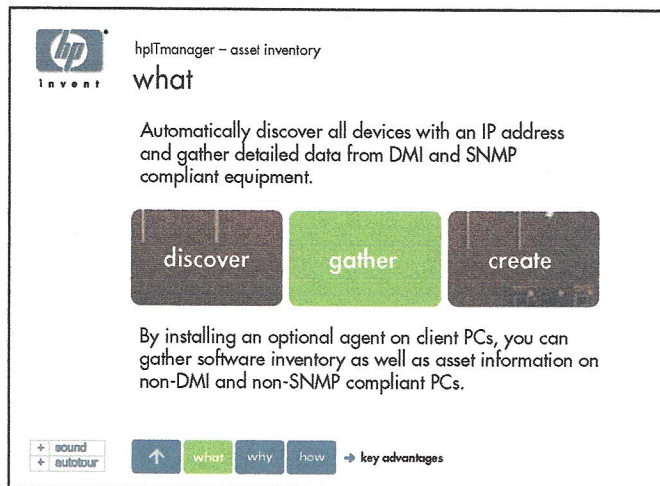 hp
invent
hpITmanager – asset inventory
what
Automatically discover all devices with an IP address
and gather detailed data from DMI and SNMP
compliant equipment.
discover
gather
create
By installing an optional agent on client PCs, you can
gather software inventory as well as asset information on
non-DMI and non-SNMP compliant PCs.
+ sound
+ autotour
↑ what why how → key advantages